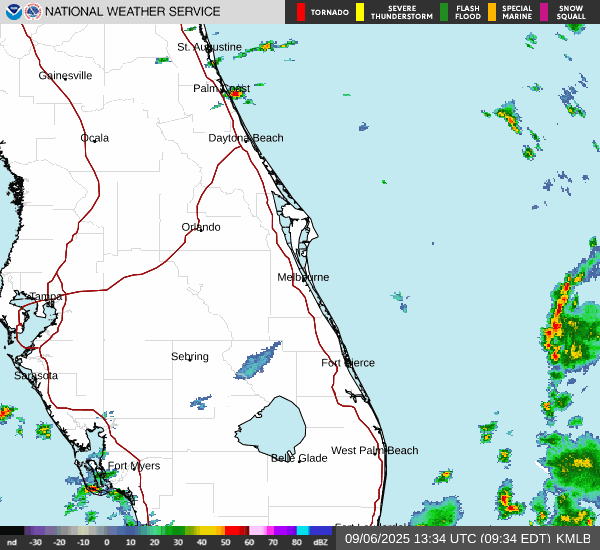 NATIONAL WEATHER SERVICE
TORNADO
SEVERE THUNDERSTORM
FLASH FLOOD
SPECIAL MARINE
SNOW SQUALL
St. Augustine
Gainesville
Palm Coast
Ocala
Daytona Beach
Orlando
Melbourne
Tampa
Sebring
Fort Pierce
Sarasota
West Palm Beach
Belle Glade
Fort Myers
nd -30 -20 -10 0 10 20 30 40 50 60 70 80 dBZ
09/06/2025 13:34 UTC (09:34 EDT) KMLB